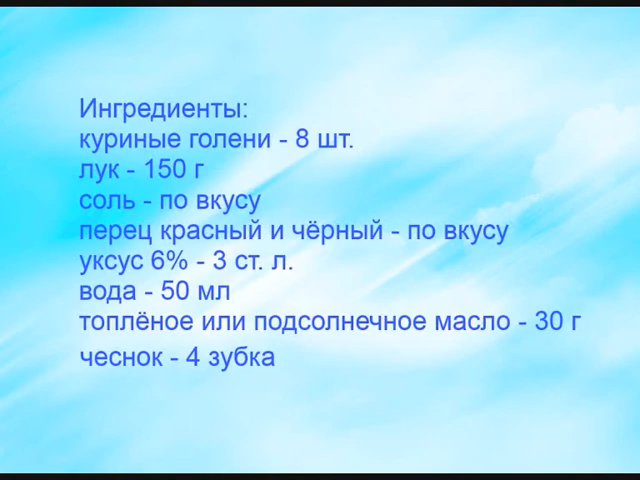 Ингредиенты:
куриные голени - 8 шт.
лук - 150 г
соль - по вкусу
перец красный и чёрный - по вкусу
уксус 6% - 3 ст. л.
вода - 50 мл
топлёное или подсолнечное масло - 30 г
чеснок - 4 зубка